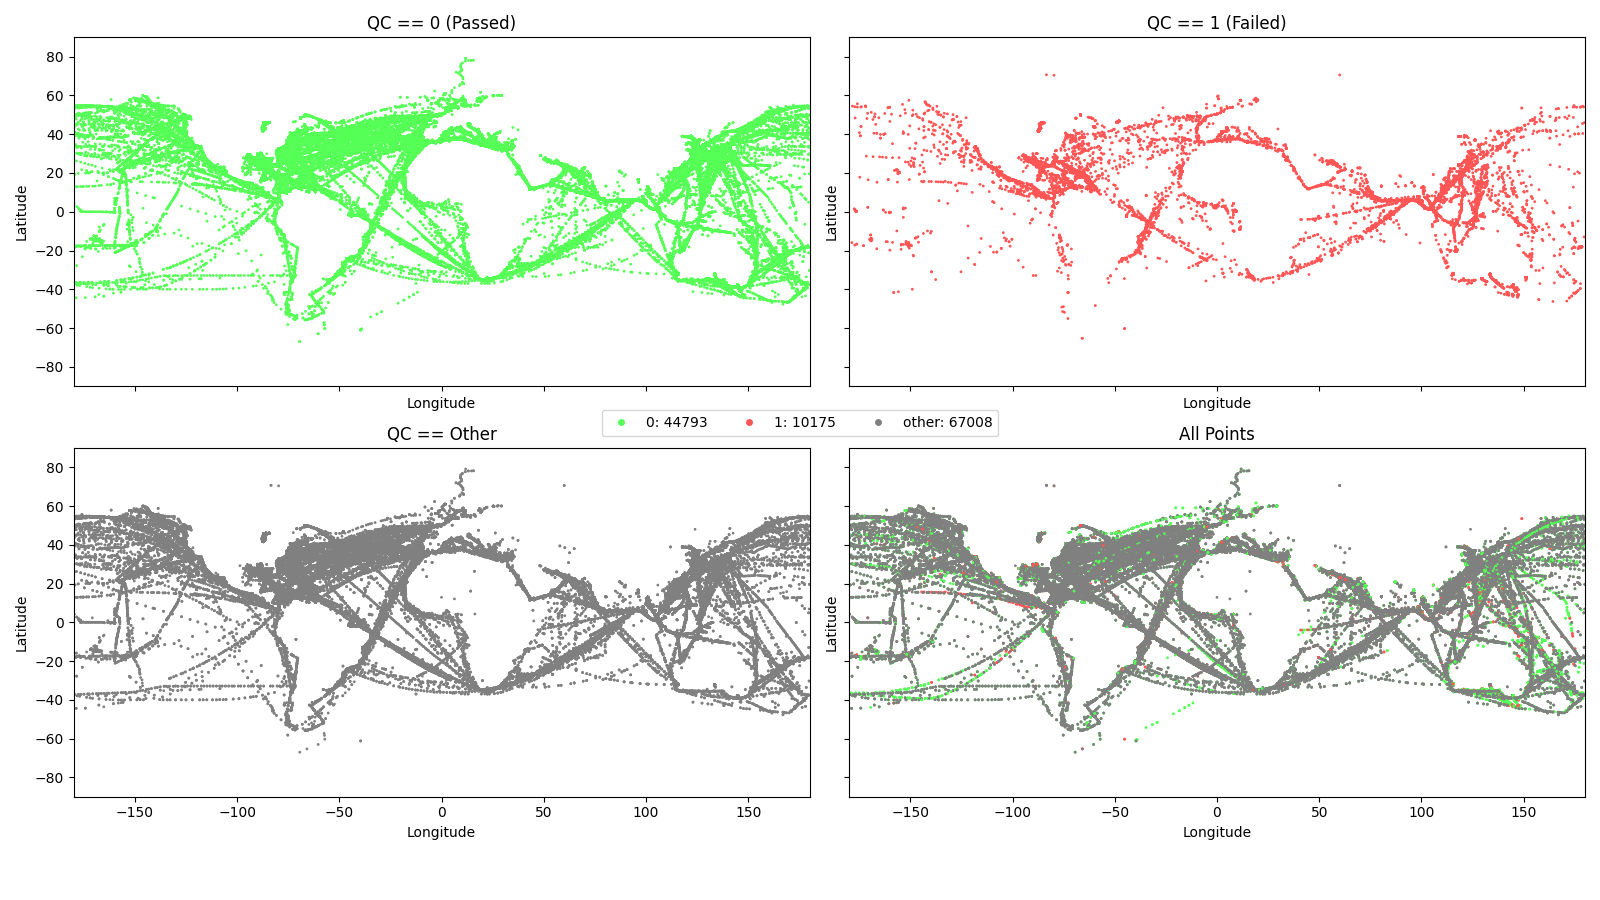 QC == 0 (Passed)
80
60
40
20
0
−20
−40
−60
−80
Latitude
Longitude
QC == 1 (Failed)
Latitude
Longitude
0: 44793 1: 10175 other: 67008
QC == Other
80
60
40
20
0
−20
−40
−60
−80
Latitude
−150 −100 −50 0 50 100 150
Longitude
All Points
Latitude
−150 −100 −50 0 50 100 150
Longitude